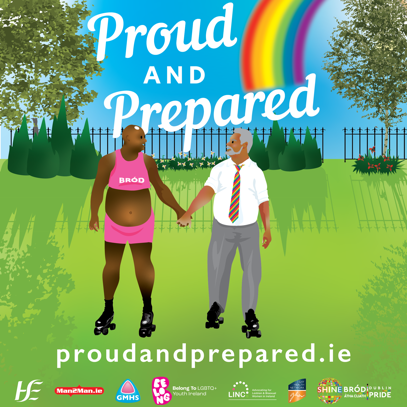 Proud
AND
Prepared
BRÓD
proudandprepared.ie
HSE
Man2Man.ie
GMHS
BELONG
Belong To LGBTQ+
Youth Ireland
LINC
SHINE
BRÓD
DUBLIN
PRIDE